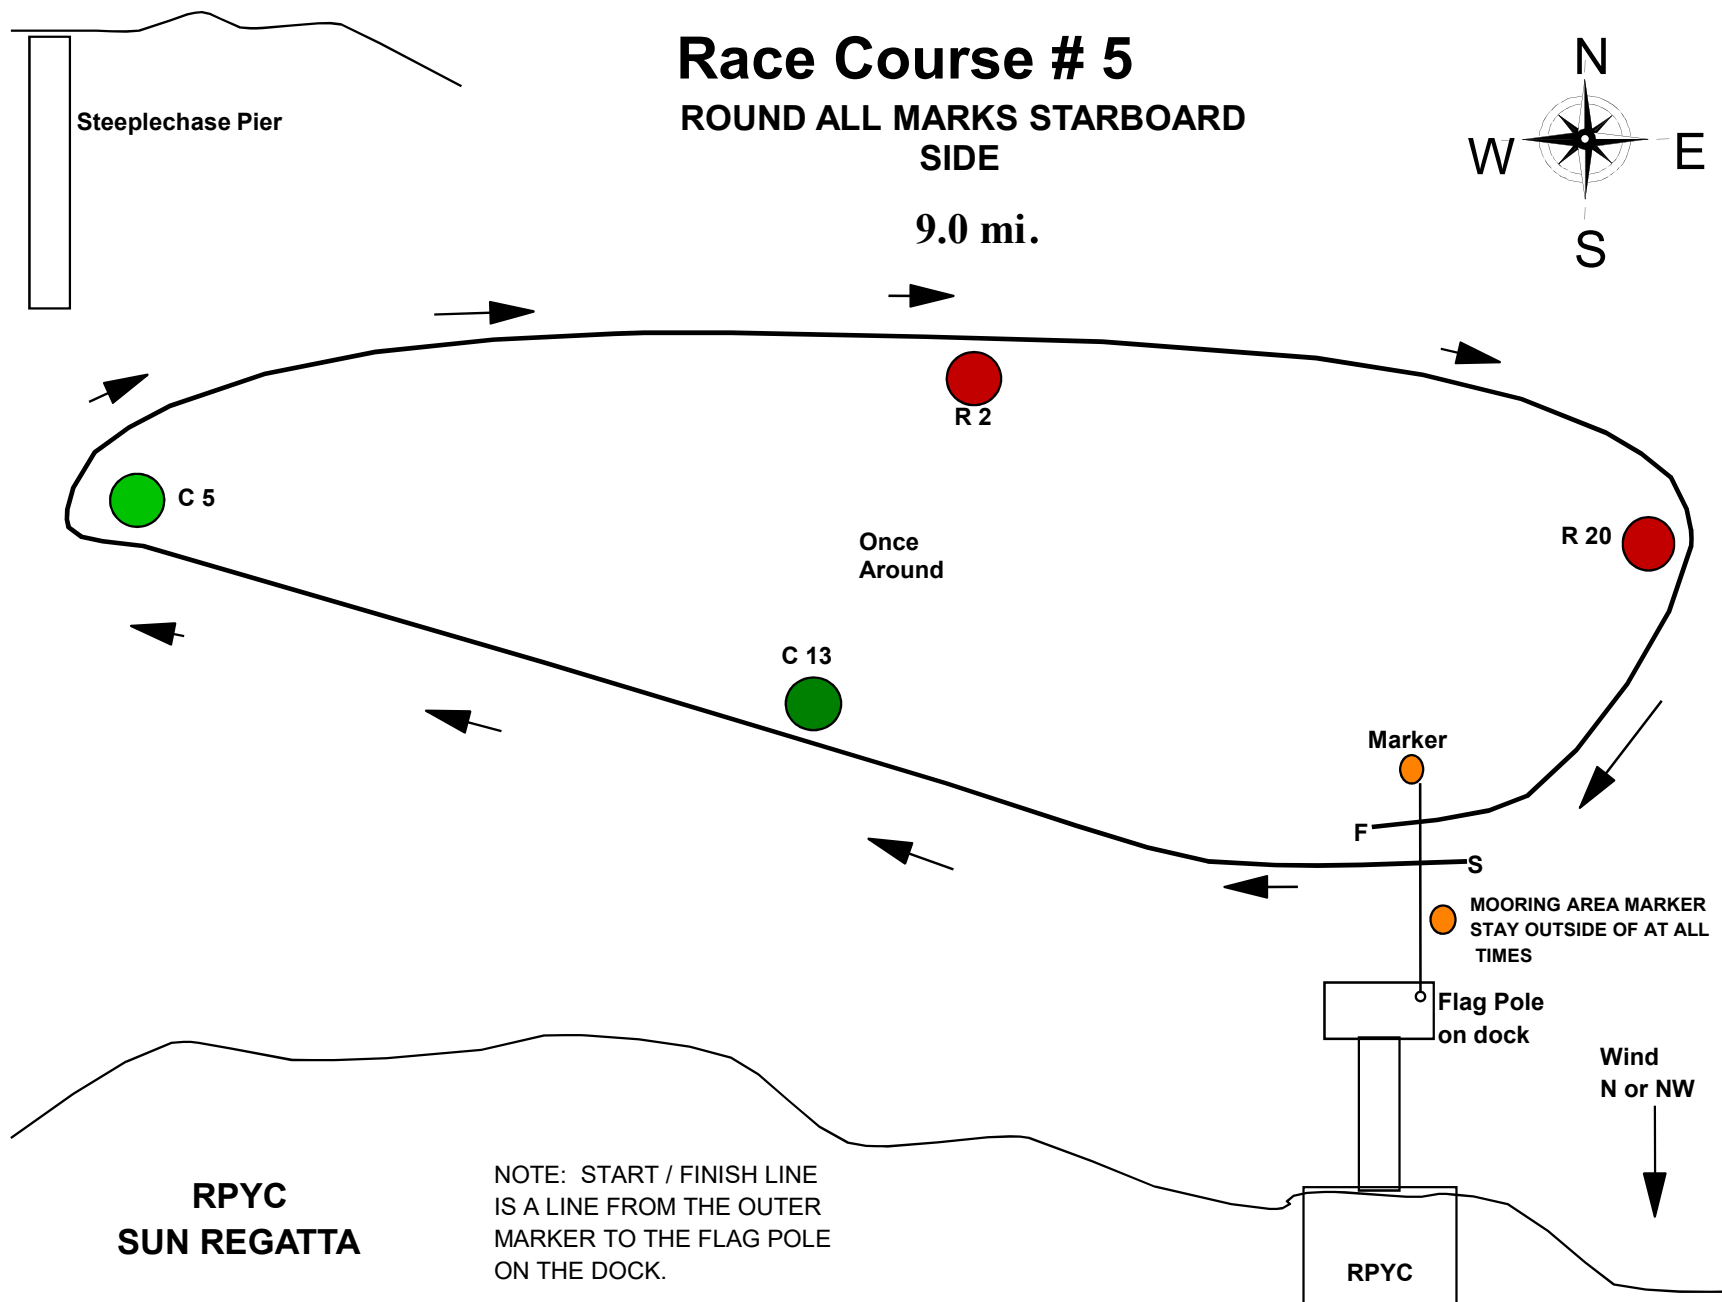 Race Course # 5
ROUND ALL MARKS STARBOARD
SIDE
9.0 mi.
N
W
E
S
Steeplechase Pier
R 2
C 5
R 20
Once
Around
C 13
Marker
F
S
MOORING AREA MARKER
STAY OUTSIDE OF AT ALL
TIMES
Flag Pole
on dock
Wind
N or NW
RPYC
SUN REGATTA
NOTE: START / FINISH LINE
IS A LINE FROM THE OUTER
MARKER TO THE FLAG POLE
ON THE DOCK.
RPYC